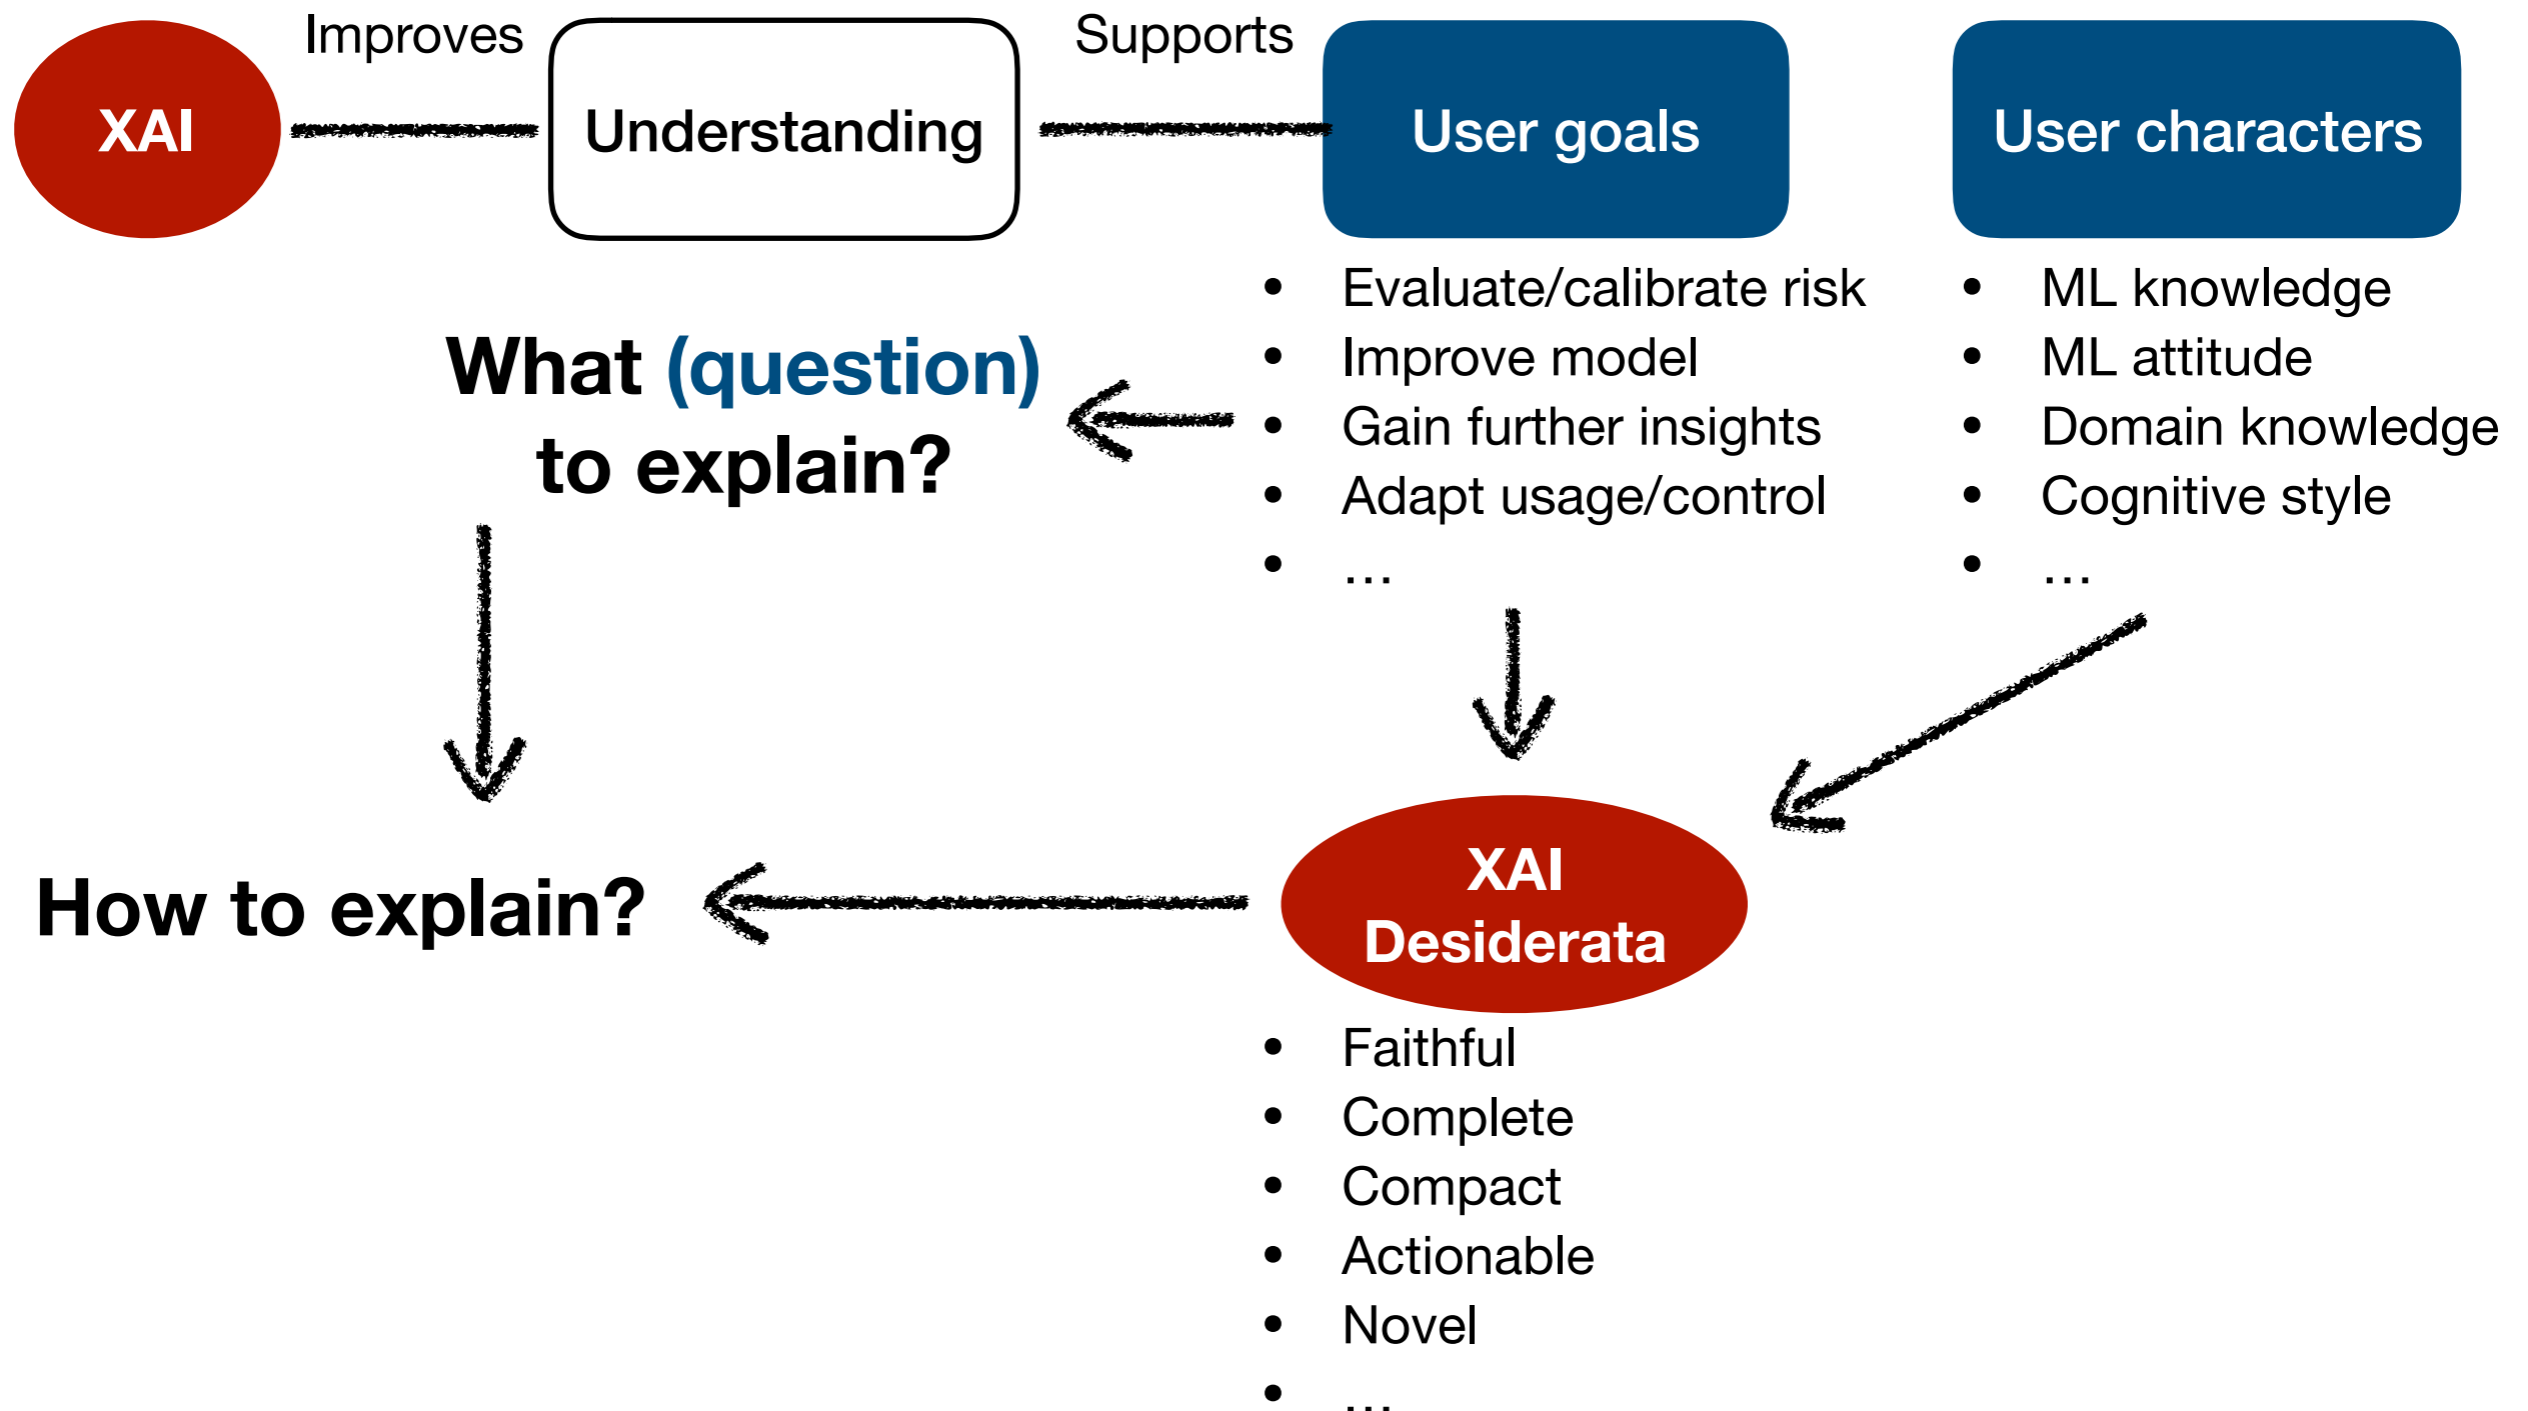 Improves
Supports
XAI
Understanding
User goals
User characters
• Evaluate/calibrate risk
• Improve model
• Gain further insights
• Adapt usage/control
• …
• ML knowledge
• ML attitude
• Domain knowledge
• Cognitive style
• …
What (question)
to explain?
How to explain?
XAI
Desiderata
• Faithful
• Complete
• Compact
• Actionable
• Novel
• …